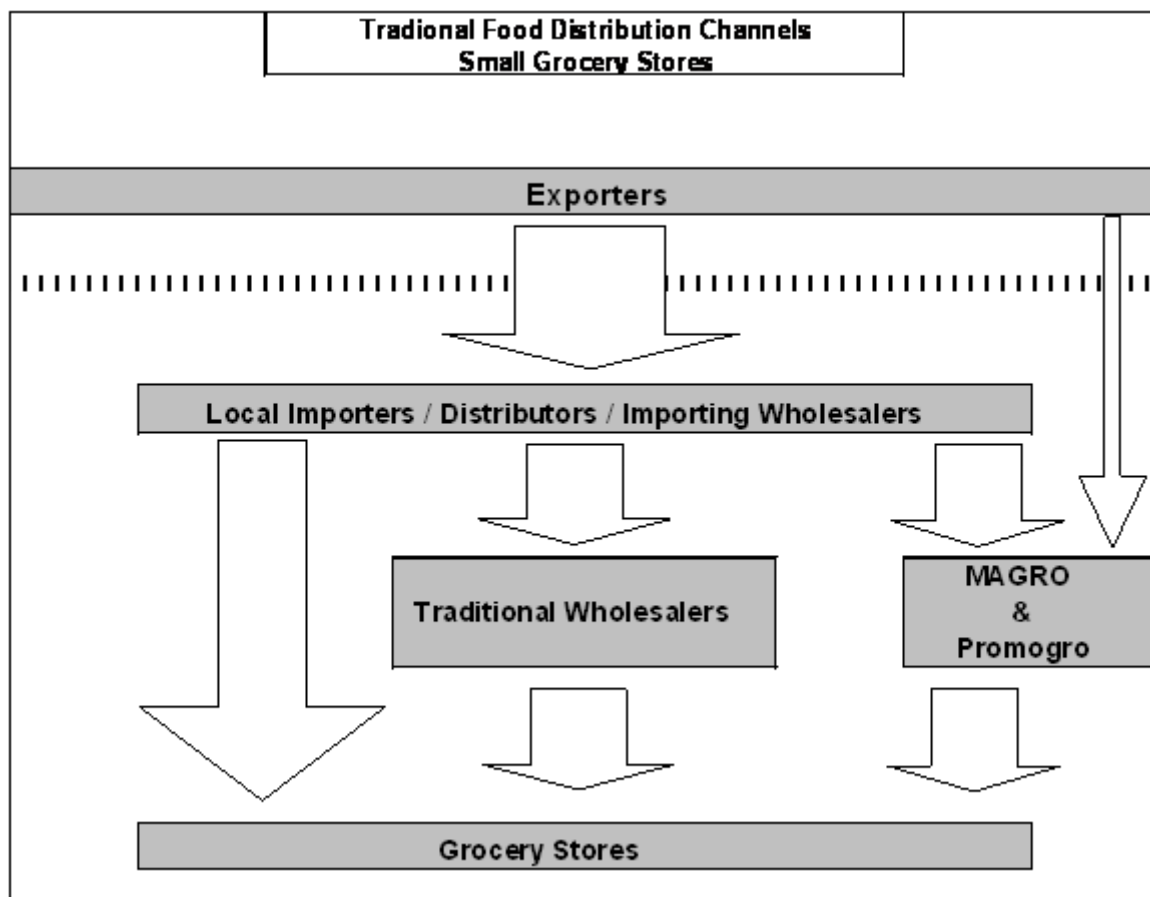 Tradional Food Distribution Channels
Small Grocery Stores
Exporters
Local Importers / Distributors / Importing Wholesalers
Traditional Wholesalers
MAGRO
&
Promogro
Grocery Stores